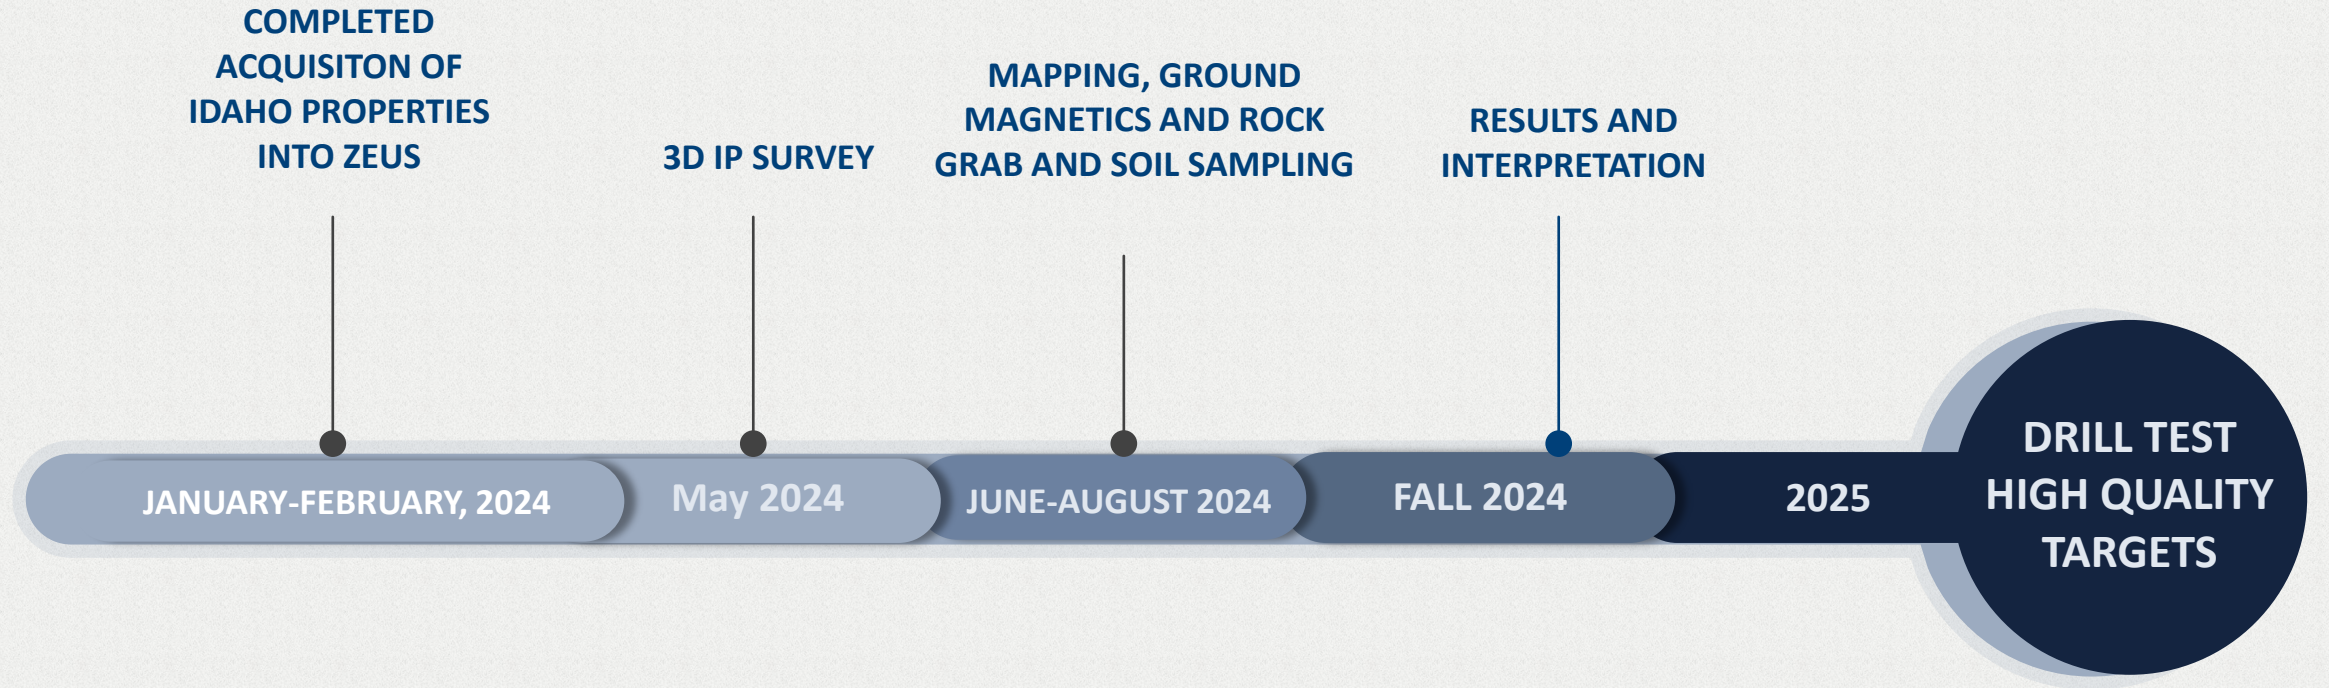 COMPLETED
ACQUISITON OF
IDAHO PROPERTIES
INTO ZEUS
3D IP SURVEY
MAPPING, GROUND
MAGNETICS AND ROCK
GRAB AND SOIL SAMPLING
RESULTS AND
INTERPRETATION
JANUARY-FEBRUARY, 2024
May 2024
JUNE-AUGUST 2024
FALL 2024
2025
DRILL TEST
HIGH QUALITY
TARGETS